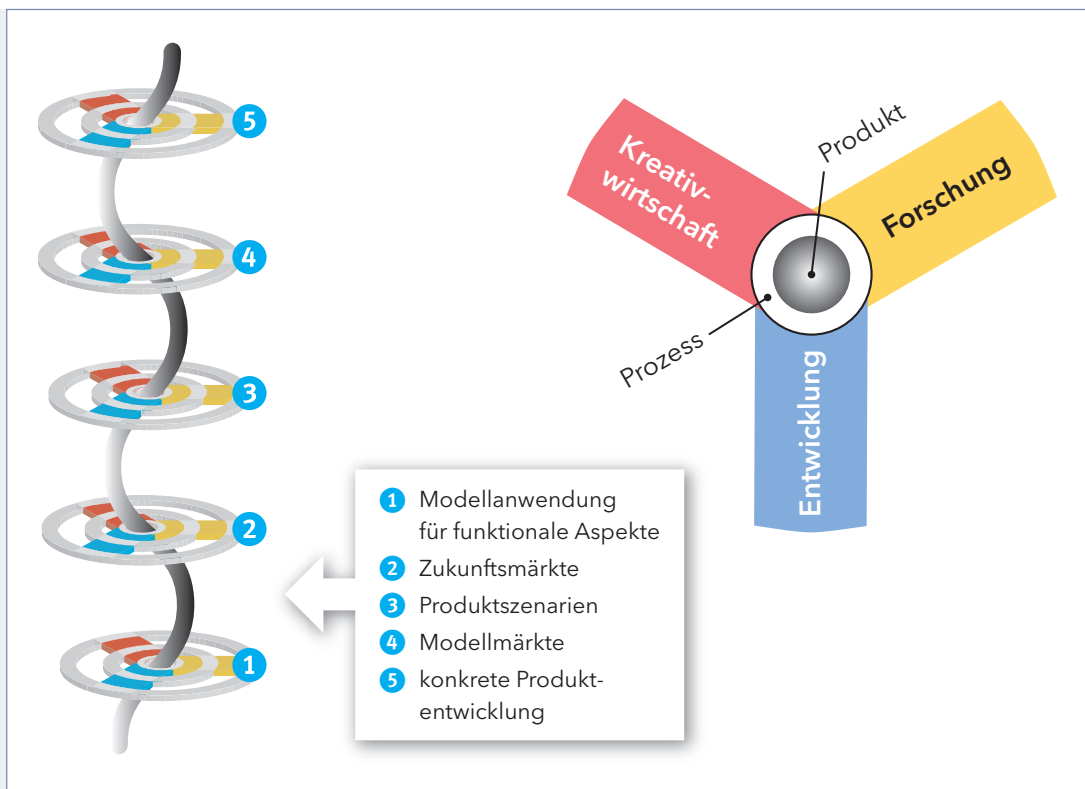 5
4
3
2
1
1 Modellanwendung
für funktionale Aspekte
2 Zukunftsmärkte
3 Produktszenarien
4 Modellmärkte
5 konkrete Produkt-
entwicklung
Kreativ-
wirtschaft
Produkt
Forschung
Prozess
Entwicklung